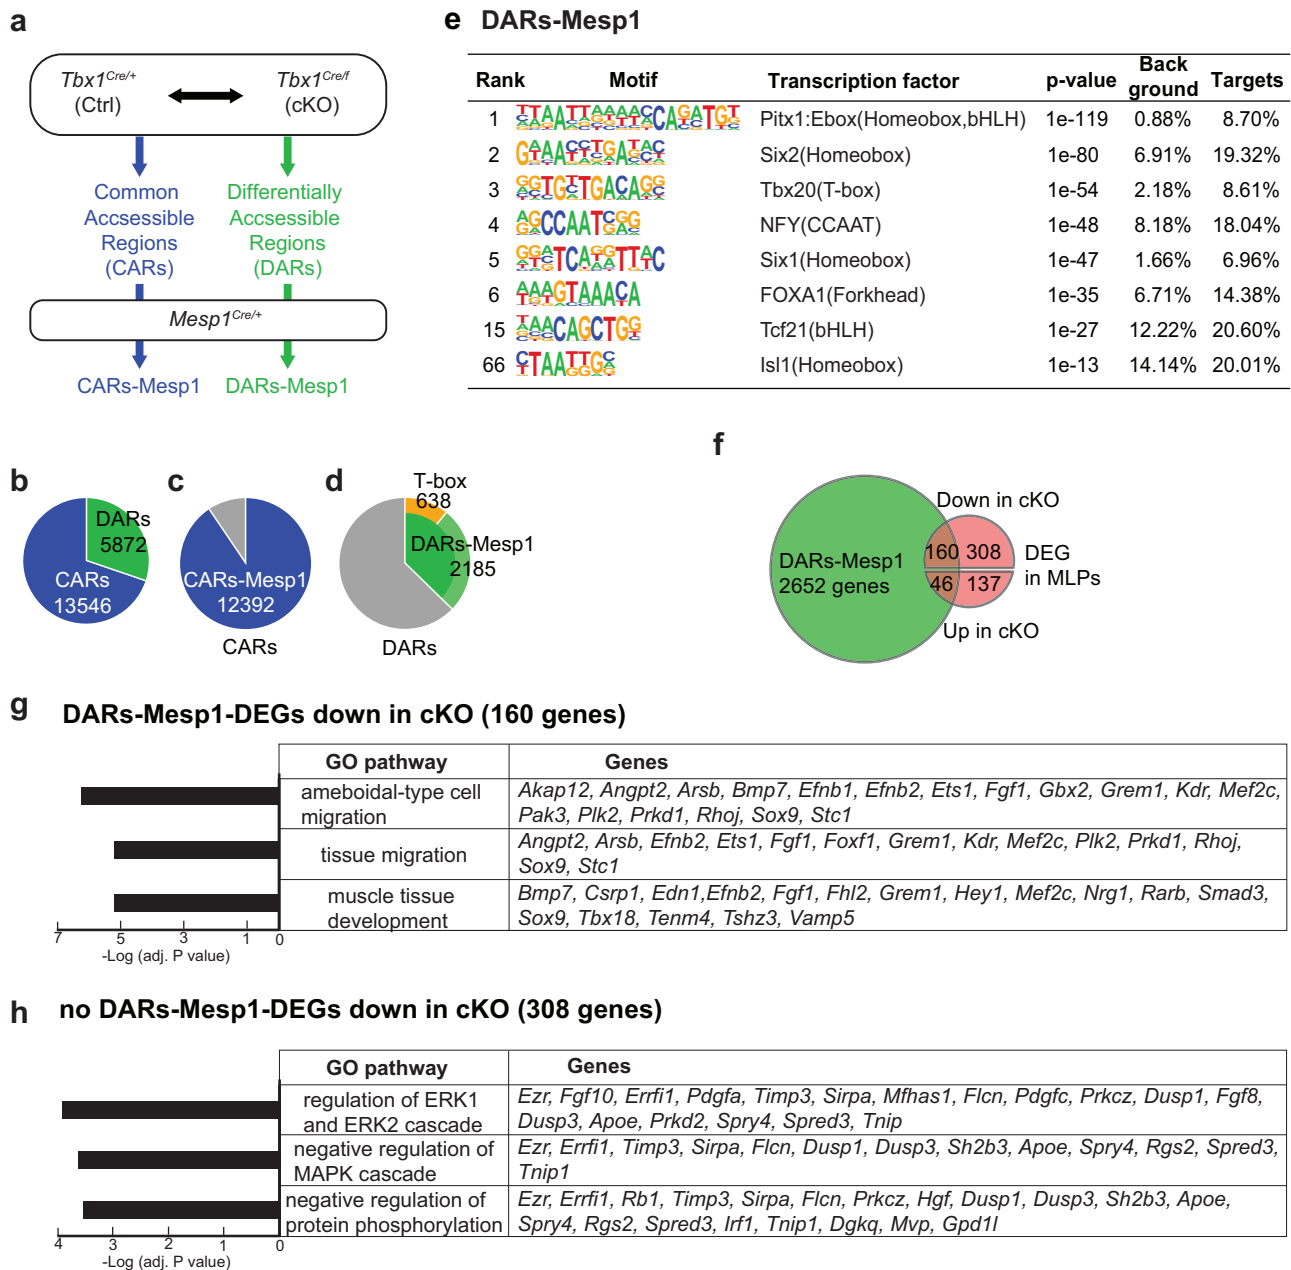 a
Tbx1Cre/+
(Ctrl)
Tbx1Cre/f
(cKO)
Common
Accsessible
Regions
(CARs)
Differentially
Accsessible
Regions
(DARs)
Mesp1Cre/+
CARs-Mesp1
DARs-Mesp1
e DARs-Mesp1
Rank Motif Transcription factor p-value Back ground Targets
1 Pitx1:Ebox(Homeobox,bHLH) 1e-119 0.88% 8.70%
2 Six2(Homeobox) 1e-80 6.91% 19.32%
3 Tbx20(T-box) 1e-54 2.18% 8.61%
4 NFY(CCAAT) 1e-48 8.18% 18.04%
5 Six1(Homeobox) 1e-47 1.66% 6.96%
6 FOXA1(Forkhead) 1e-35 6.71% 14.38%
15 Tcf21(bHLH) 1e-27 12.22% 20.60%
66 Isl1(Homeobox) 1e-13 14.14% 20.01%
b
DARs
5872
CARs
13546
c
CARs-Mesp1
12392
CARs
d
T-box
638
DARs-Mesp1
2185
DARs
f
Down in cKO
DARs-Mesp1
2652 genes
160 308
46 137
DEG
in MLPs
Up in cKO
g DARs-Mesp1-DEGs down in cKO (160 genes)
GO pathway Genes
ameboidal-type cell
migration
Akap12, Angpt2, Arsb, Bmp7, Efnb1, Efnb2, Ets1, Fgf1, Gbx2, Grem1, Kdr, Mef2c,
Pak3, Plk2, Prkd1, Rhoj, Sox9, Stc1
tissue migration
Angpt2, Arsb, Efnb2, Ets1, Fgf1, Foxf1, Grem1, Kdr, Mef2c, Plk2, Prkd1, Rhoj,
Sox9, Stc1
muscle tissue
development
Bmp7, Csrp1, Edn1,Efnb2, Fgf1, Fhl2, Grem1, Hey1, Mef2c, Nrg1, Rarb, Smad3,
Sox9, Tbx18, Tenm4, Tshz3, Vamp5
7 5 3 1 0
-Log (adj. P value)
h no DARs-Mesp1-DEGs down in cKO (308 genes)
GO pathway Genes
regulation of ERK1
and ERK2 cascade
Ezr, Fgf10, Errfi1, Pdgfa, Timp3, Sirpa, Mfhas1, Flcn, Pdgfc, Prkcz, Dusp1, Fgf8,
Dusp3, Apoe, Prkd2, Spry4, Spred3, Tnip
negative regulation of
MAPK cascade
Ezr, Errfi1, Timp3, Sirpa, Flcn, Dusp1, Dusp3, Sh2b3, Apoe, Spry4, Rgs2, Spred3,
Tnip1
negative regulation of
protein phosphorylation
Ezr, Errfi1, Rb1, Timp3, Sirpa, Flcn, Prkcz, Hgf, Dusp1, Dusp3, Sh2b3, Apoe,
Spry4, Rgs2, Spred3, Irf1, Tnip1, Dgkq, Mvp, Gpd1l
4 3 2 1 0
-Log (adj. P value)